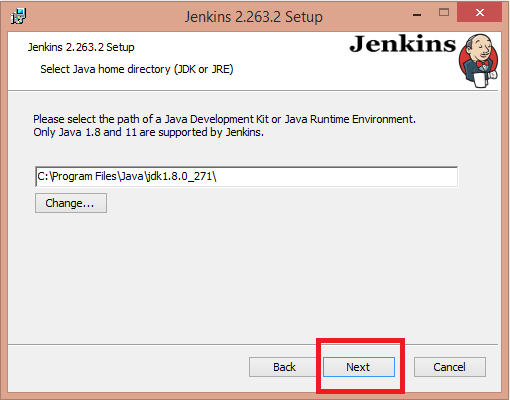 Jenkins 2.263.2 Setup
Jenkins 2.263.2 Setup
Jenkins
Select Java home directory (JDK or JRE)
Please select the path of a Java Development Kit or Java Runtime Environment.
Only Java 1.8 and 11 are supported by Jenkins.
C:\Program Files\Java\jdk1.8.0_271\
Change...
Back Next Cancel